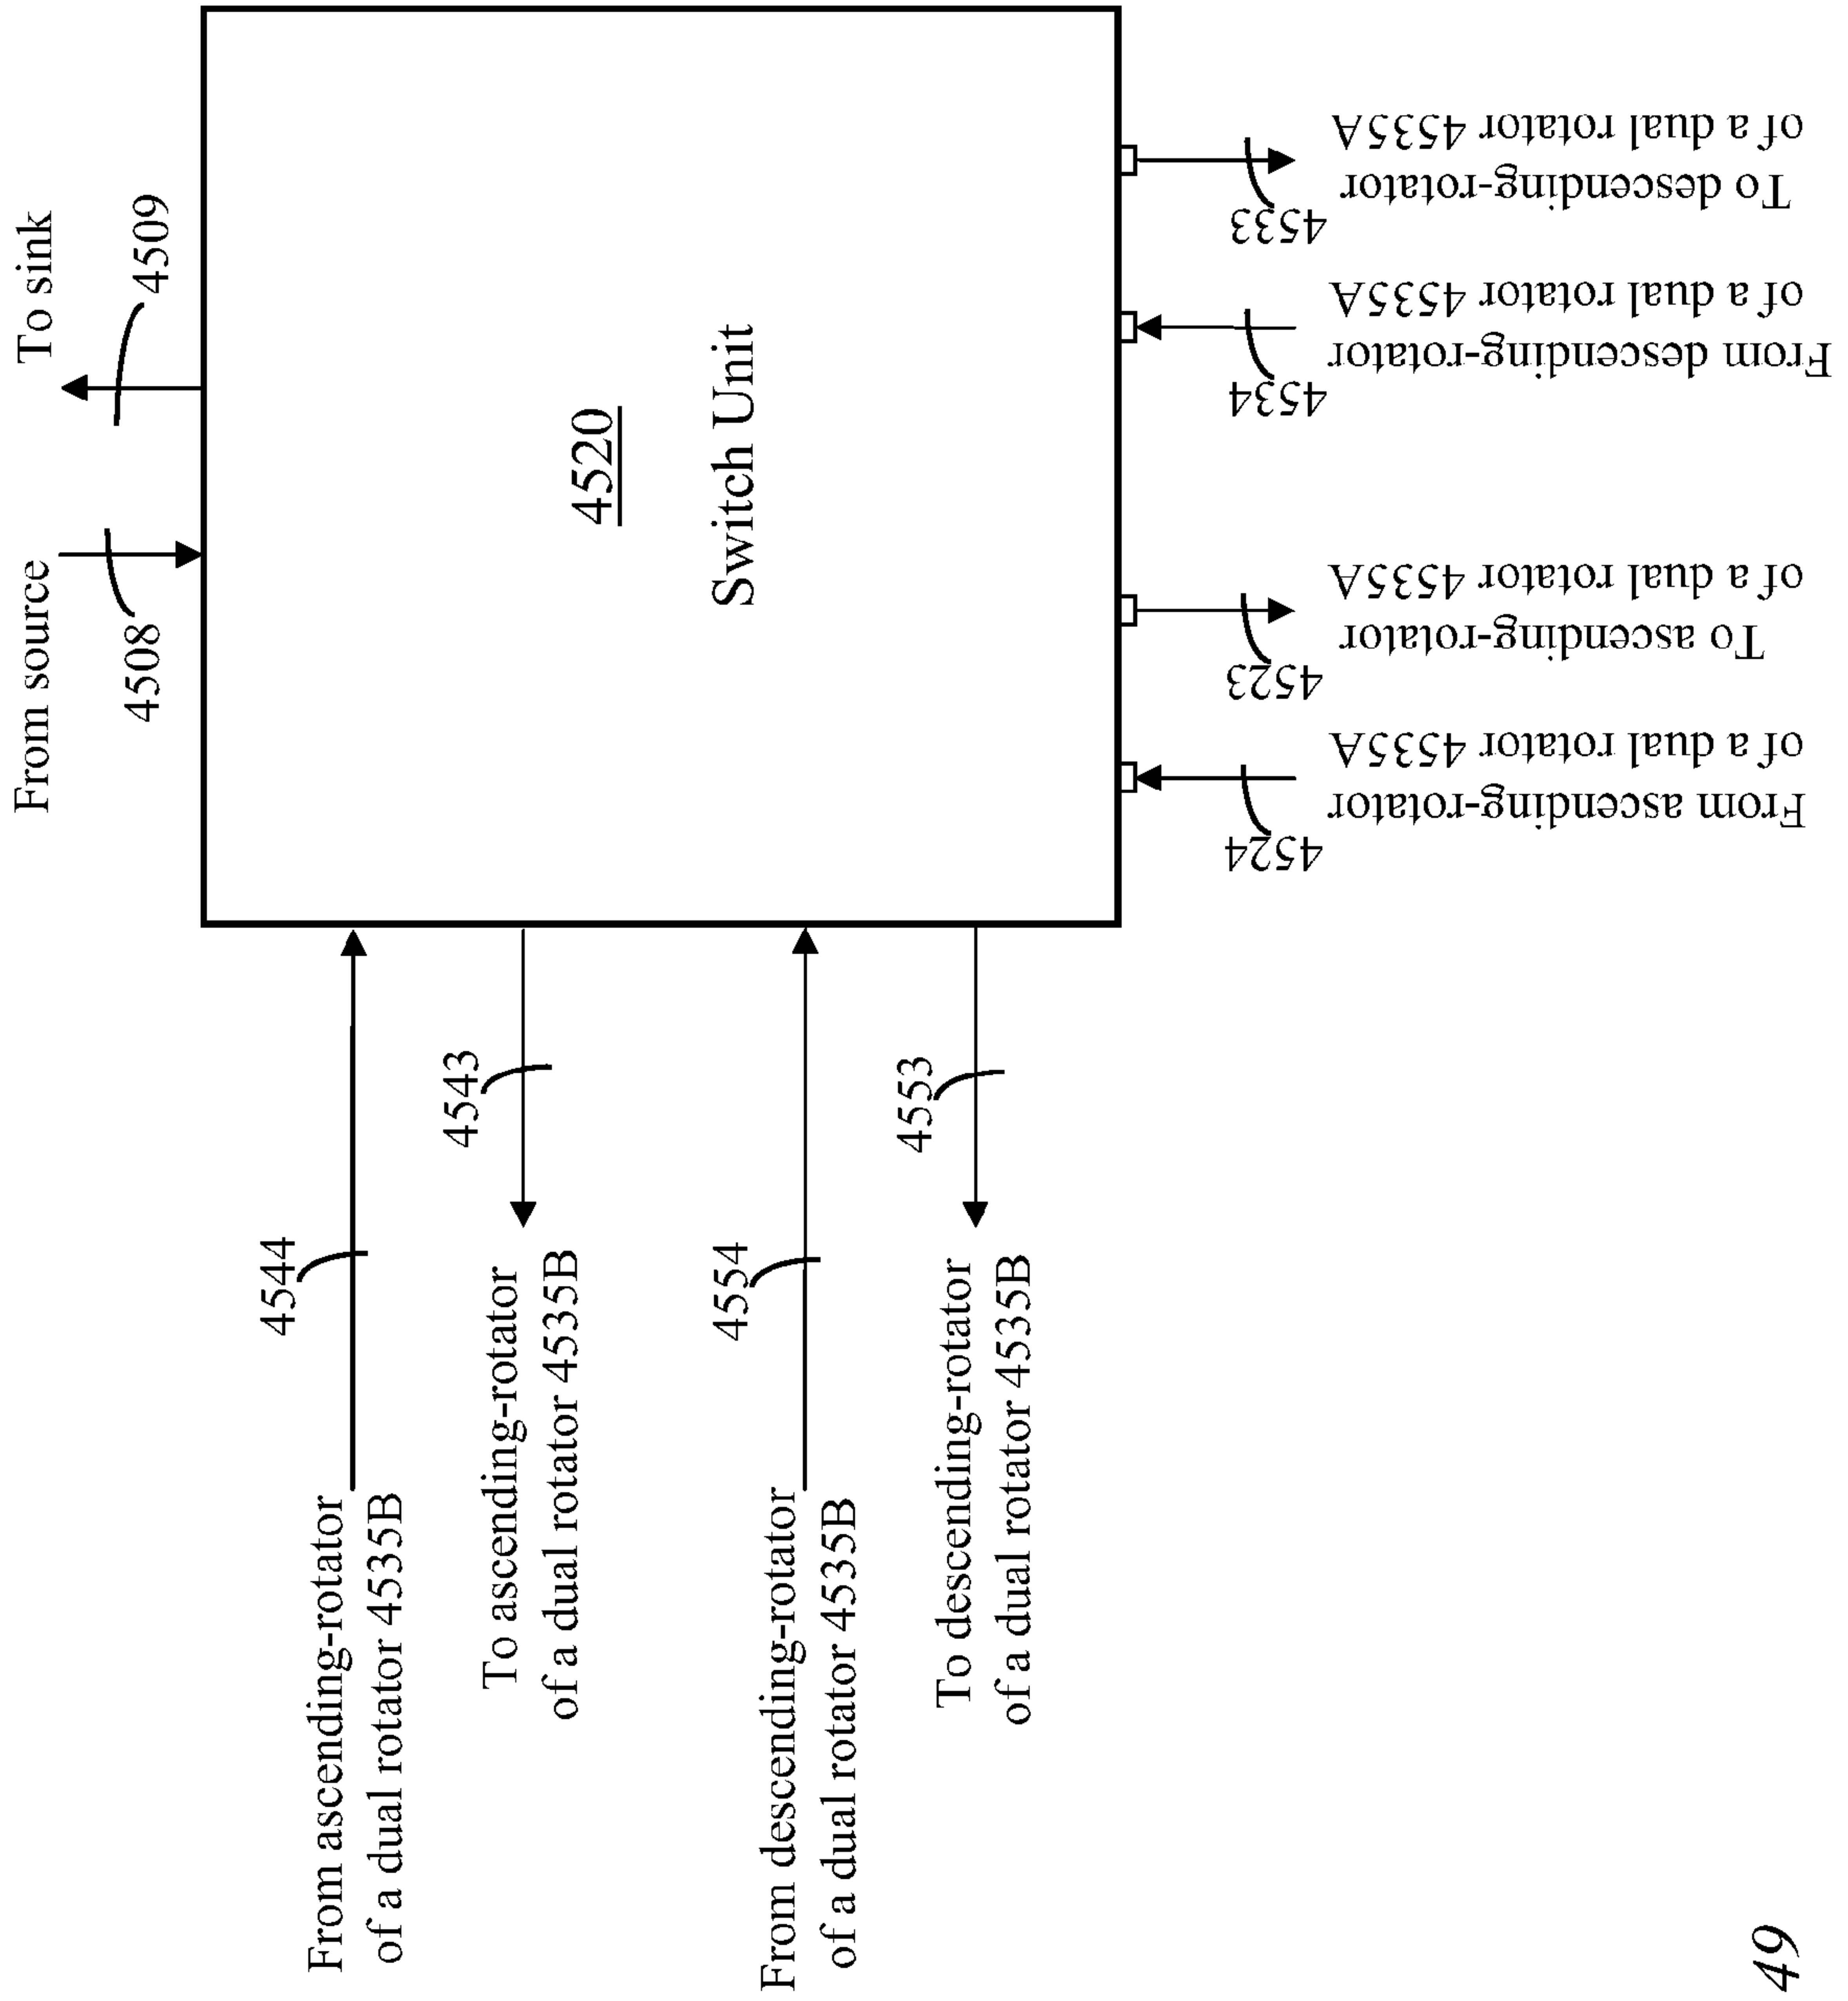 From source
4508
To sink
4509
4520
Switch Unit
4544
From ascending-rotator
of a dual rotator 4535B
4543
To ascending-rotator
of a dual rotator 4535B
4554
From descending-rotator
of a dual rotator 4535B
4553
To descending-rotator
of a dual rotator 4535B
4524
From ascending-rotator
of a dual rotator 4535A
4523
To ascending-rotator
of a dual rotator 4535A
4534
From descending-rotator
of a dual rotator 4535A
4533
To descending-rotator
of a dual rotator 4535A
49